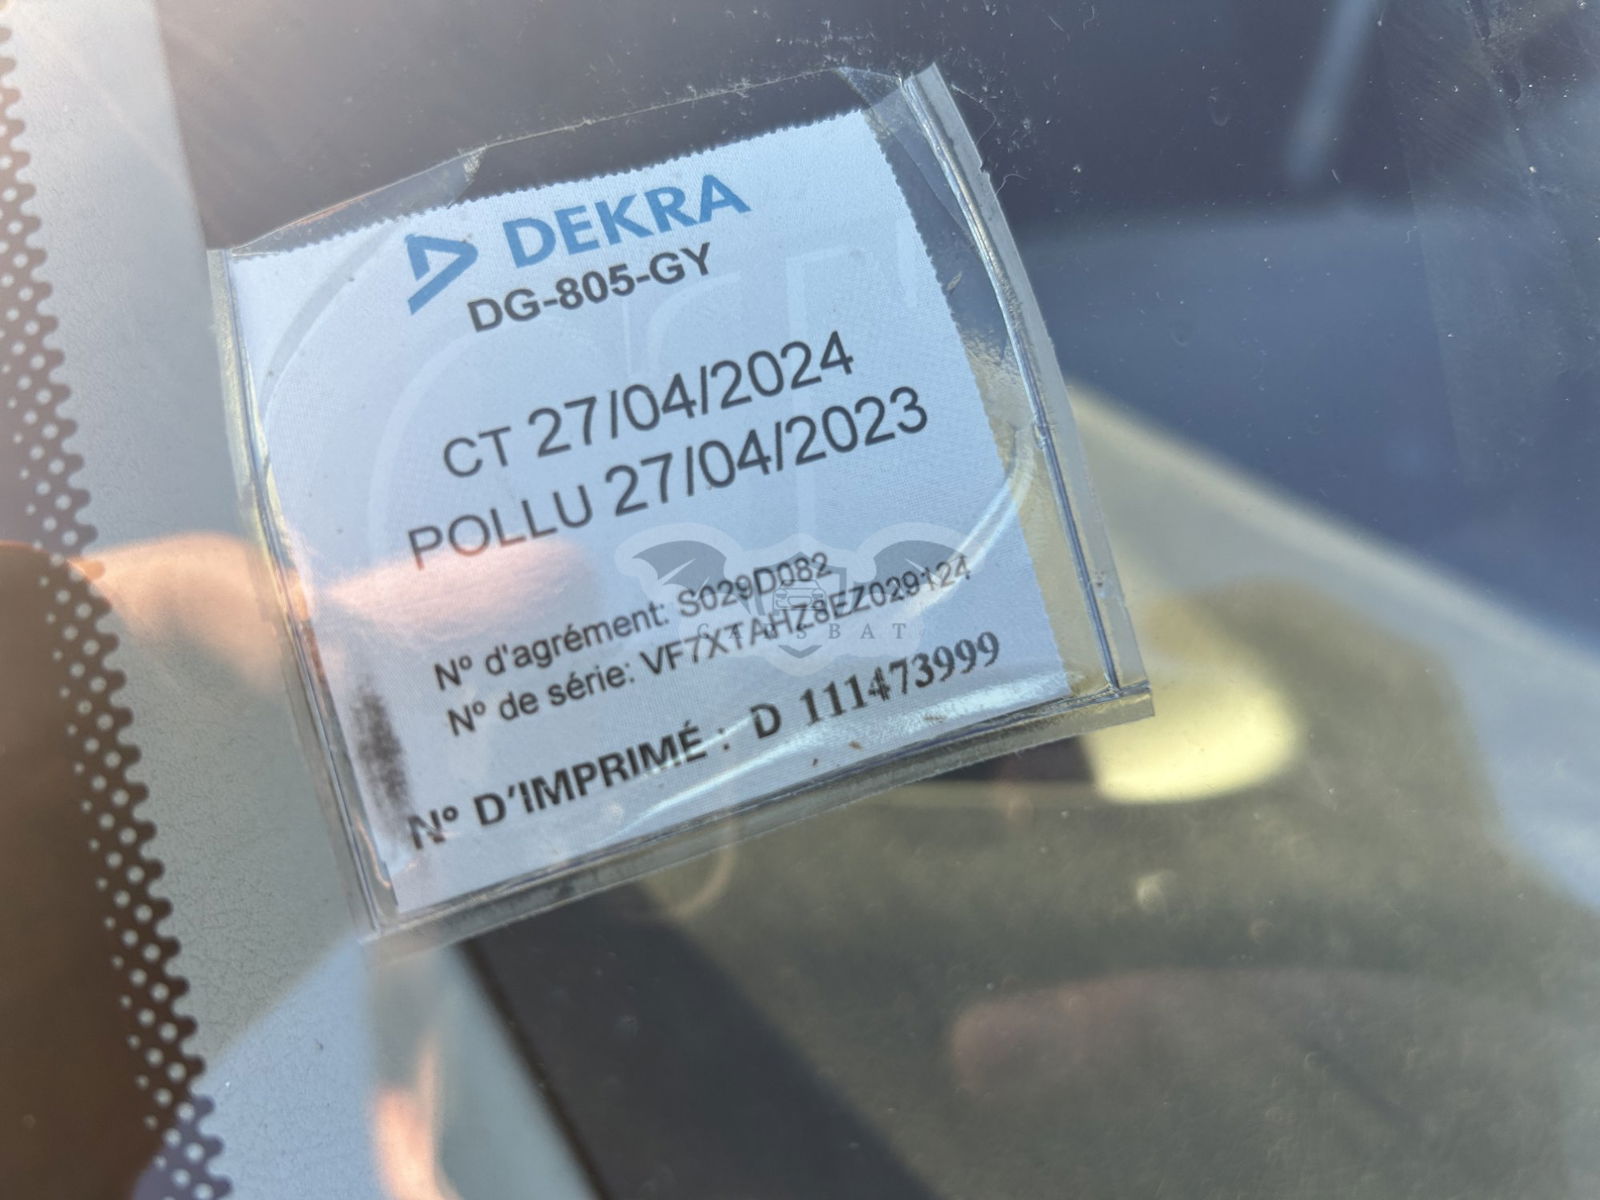 DEKRA
DG-805-GY
CT 27/04/2024
POLLU 27/04/2023
N° d'agrément: S029D082
N° de série: VF7XTAHZ8EZ029124
N° D'IMPRIMÉ : D 111473999
CARSBAT